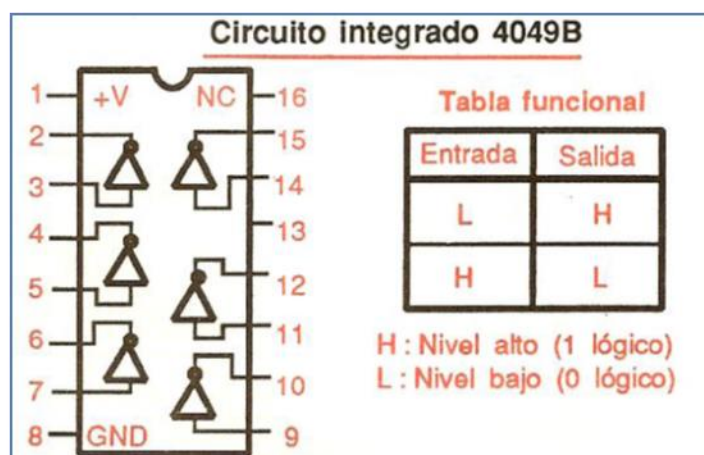 Circuito integrado 4049B
1 +V NC 16
2 15
3 14
4 13
5 12
6 11
7 10
8 GND 9
Tabla funcional
Entrada Salida
L H
H L
H : Nivel alto (1 lógico)
L : Nivel bajo (0 lógico)